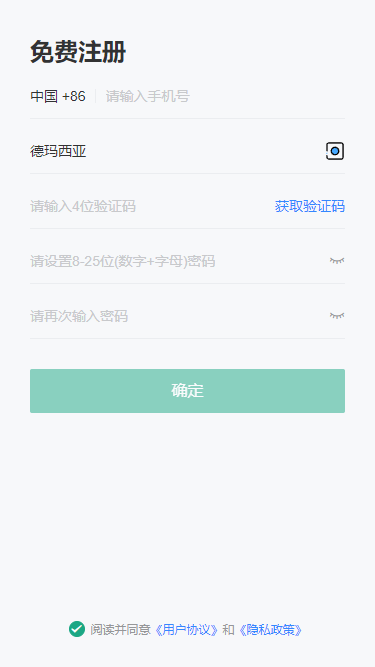 免费注册
中国 +86 请输入手机号
德玛西亚
请输入4位验证码 获取验证码
请设置8-25位(数字+字母)密码
请再次输入密码
确定
阅读并同意《用户协议》和《隐私政策》